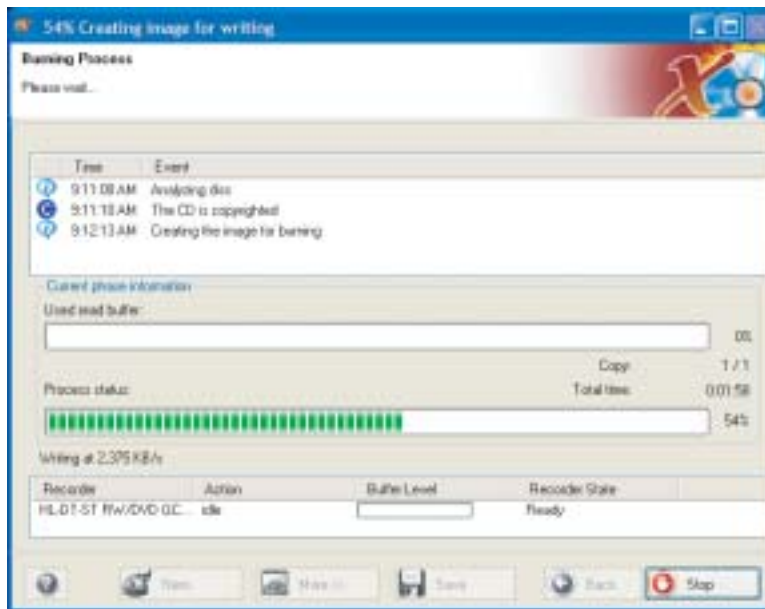 54% Creating image for writing
Burning Process
Please wait...
Time Event
9:11:08 AM Analyzing disc
9:11:10 AM The CD is copyrighted
9:12:13 AM Creating the image for burning
Current phase information
Used read buffer:
0%
Copy: 1 / 1
Process status: Total time: 0:01:58
54%
Writing at 2,375 KB/s
Recorder Action Buffer Level Recorder State
HL-DT-ST RW/DVD GC... idle Ready
New More Save Back Stop